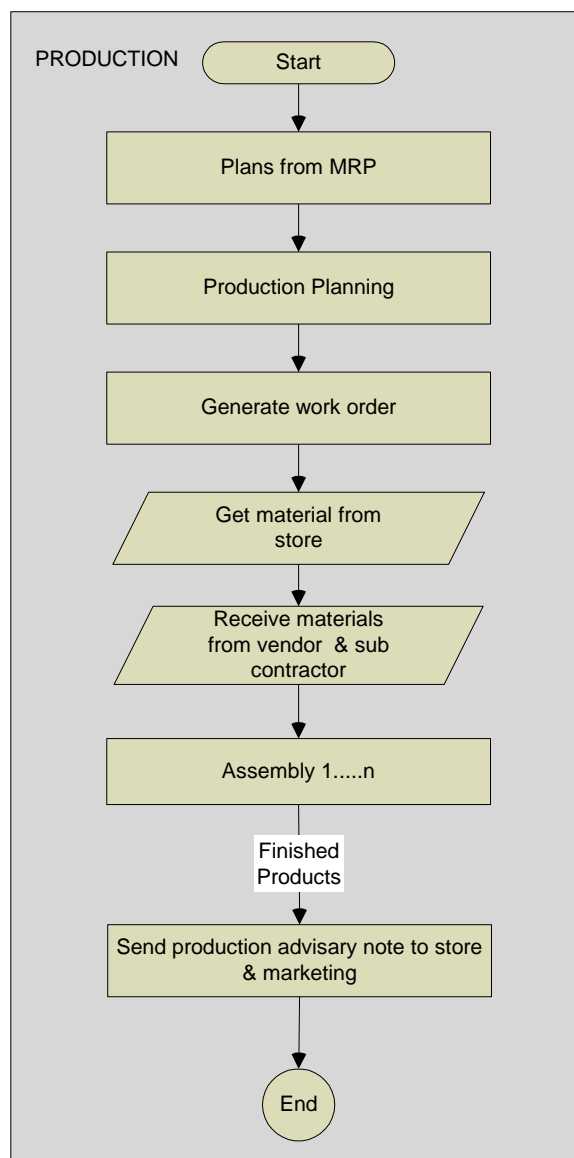 PRODUCTION
Start
Plans from MRP
Production Planning
Generate work order
Get material from
store
Receive materials
from vendor & sub
contractor
Assembly 1.....n
Finished
Products
Send production advisary note to store
& marketing
End